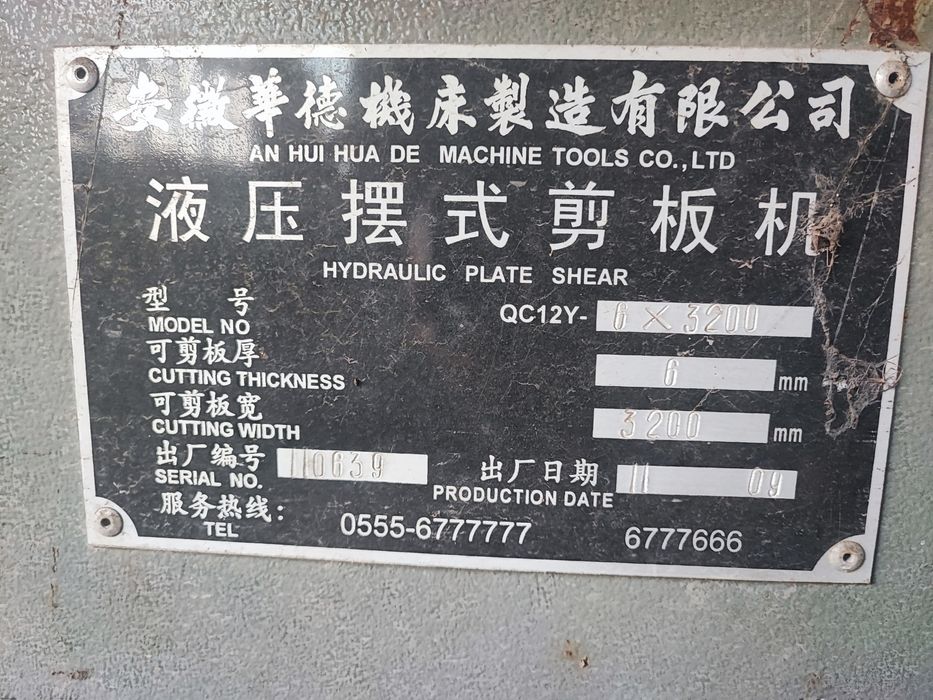 安徽華德機床製造有限公司
AN HUI HUA DE MACHINE TOOLS CO.,LTD
液压摆式剪板机
HYDRAULIC PLATE SHEAR
型 号
MODEL NO QC12Y- 6×3200
可剪板厚
CUTTING THICKNESS 6 mm
可剪板宽
CUTTING WIDTH 3200 mm
出厂编号 110639 出厂日期 11 09
SERIAL NO. PRODUCTION DATE
服务热线：
TEL 0555-6777777 6777666